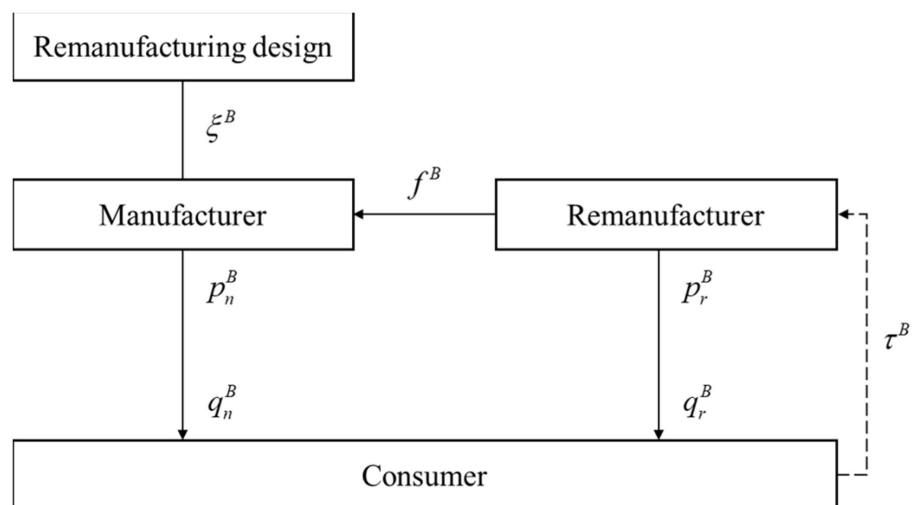 Remanufacturing design
ξ^B
f^B
Manufacturer
Remanufacturer
p_n^B
p_r^B
τ^B
q_n^B
q_r^B
Consumer